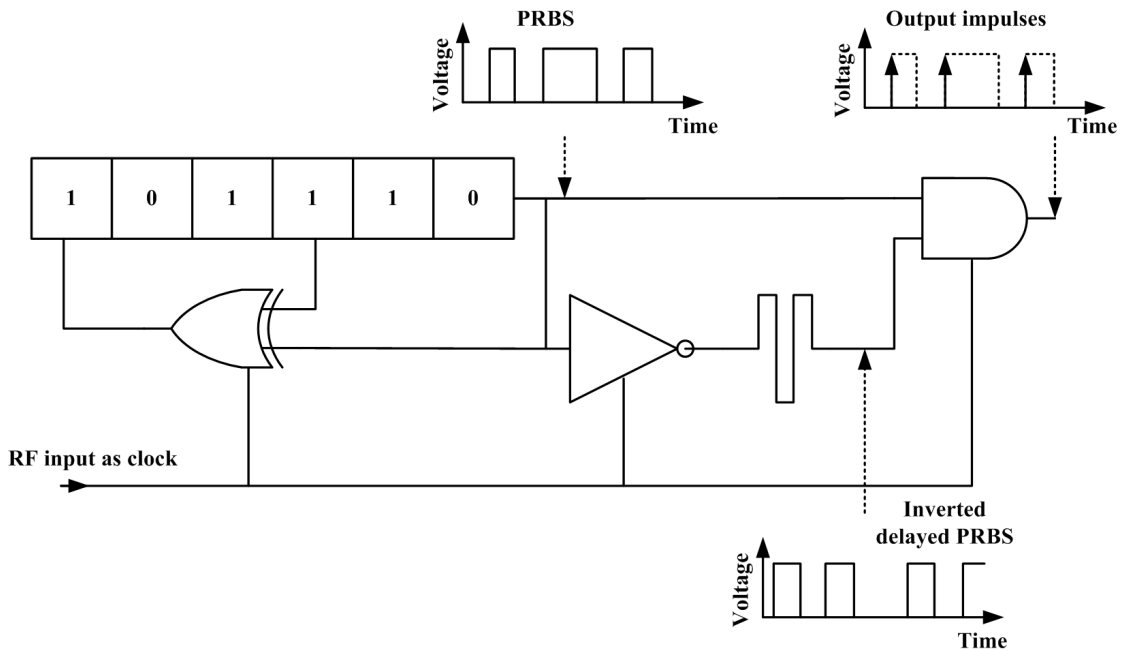 PRBS
Voltage
Time
Output impulses
Voltage
Time
1 0 1 1 1 0
RF input as clock
Inverted
delayed PRBS
Voltage
Time